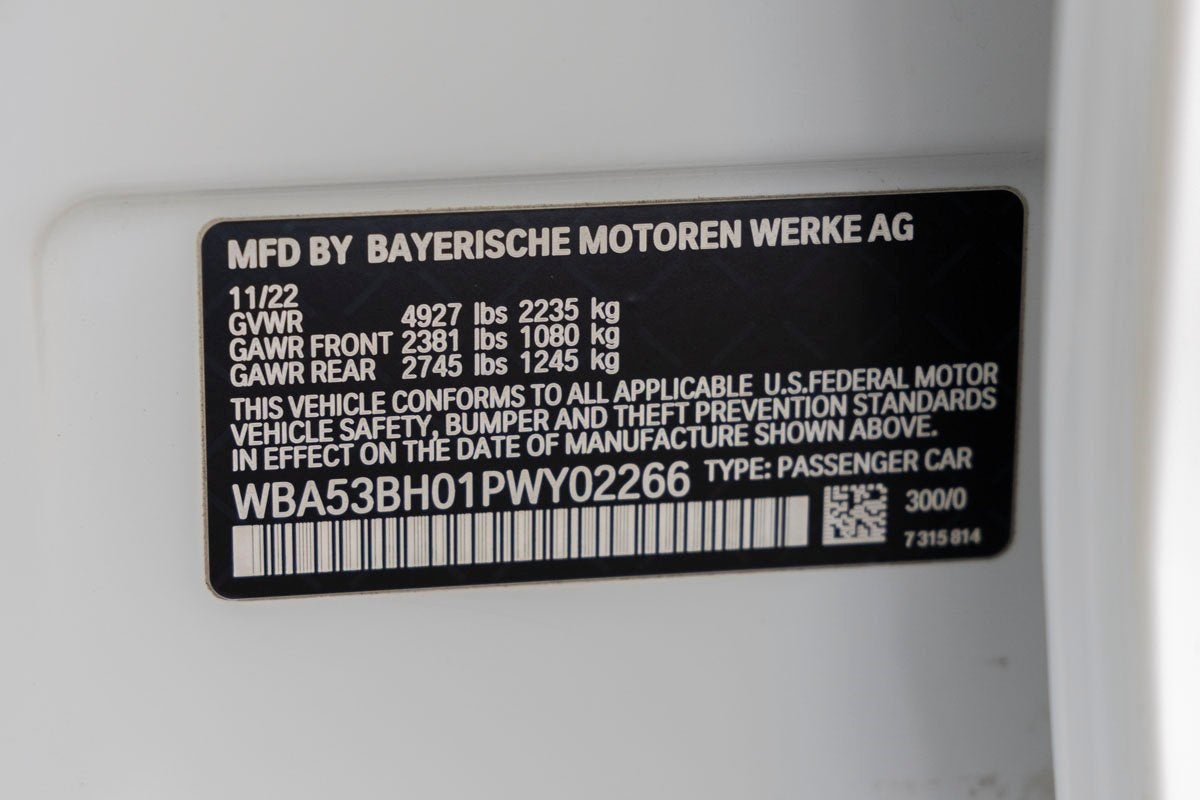 MFD BY BAYERISCHE MOTOREN WERKE AG
11/22
GVWR 4927 lbs 2235 kg
GAWR FRONT 2381 lbs 1080 kg
GAWR REAR 2745 lbs 1245 kg
THIS VEHICLE CONFORMS TO ALL APPLICABLE U.S.FEDERAL MOTOR
VEHICLE SAFETY, BUMPER AND THEFT PREVENTION STANDARDS
IN EFFECT ON THE DATE OF MANUFACTURE SHOWN ABOVE.
WBA53BH01PWY02266 TYPE: PASSENGER CAR
300/0
7 315 814